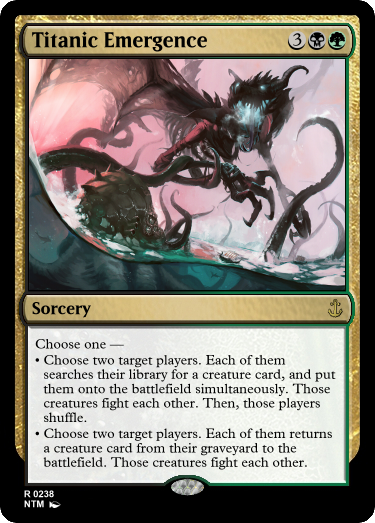 Titanic Emergence 3
Sorcery
Choose one —
• Choose two target players. Each of them
searches their library for a creature card, and put
them onto the battlefield simultaneously. Those
creatures fight each other. Then, those players
shuffle.
• Choose two target players. Each of them returns
a creature card from their graveyard to the
battlefield. Those creatures fight each other.
R 0238
NTM